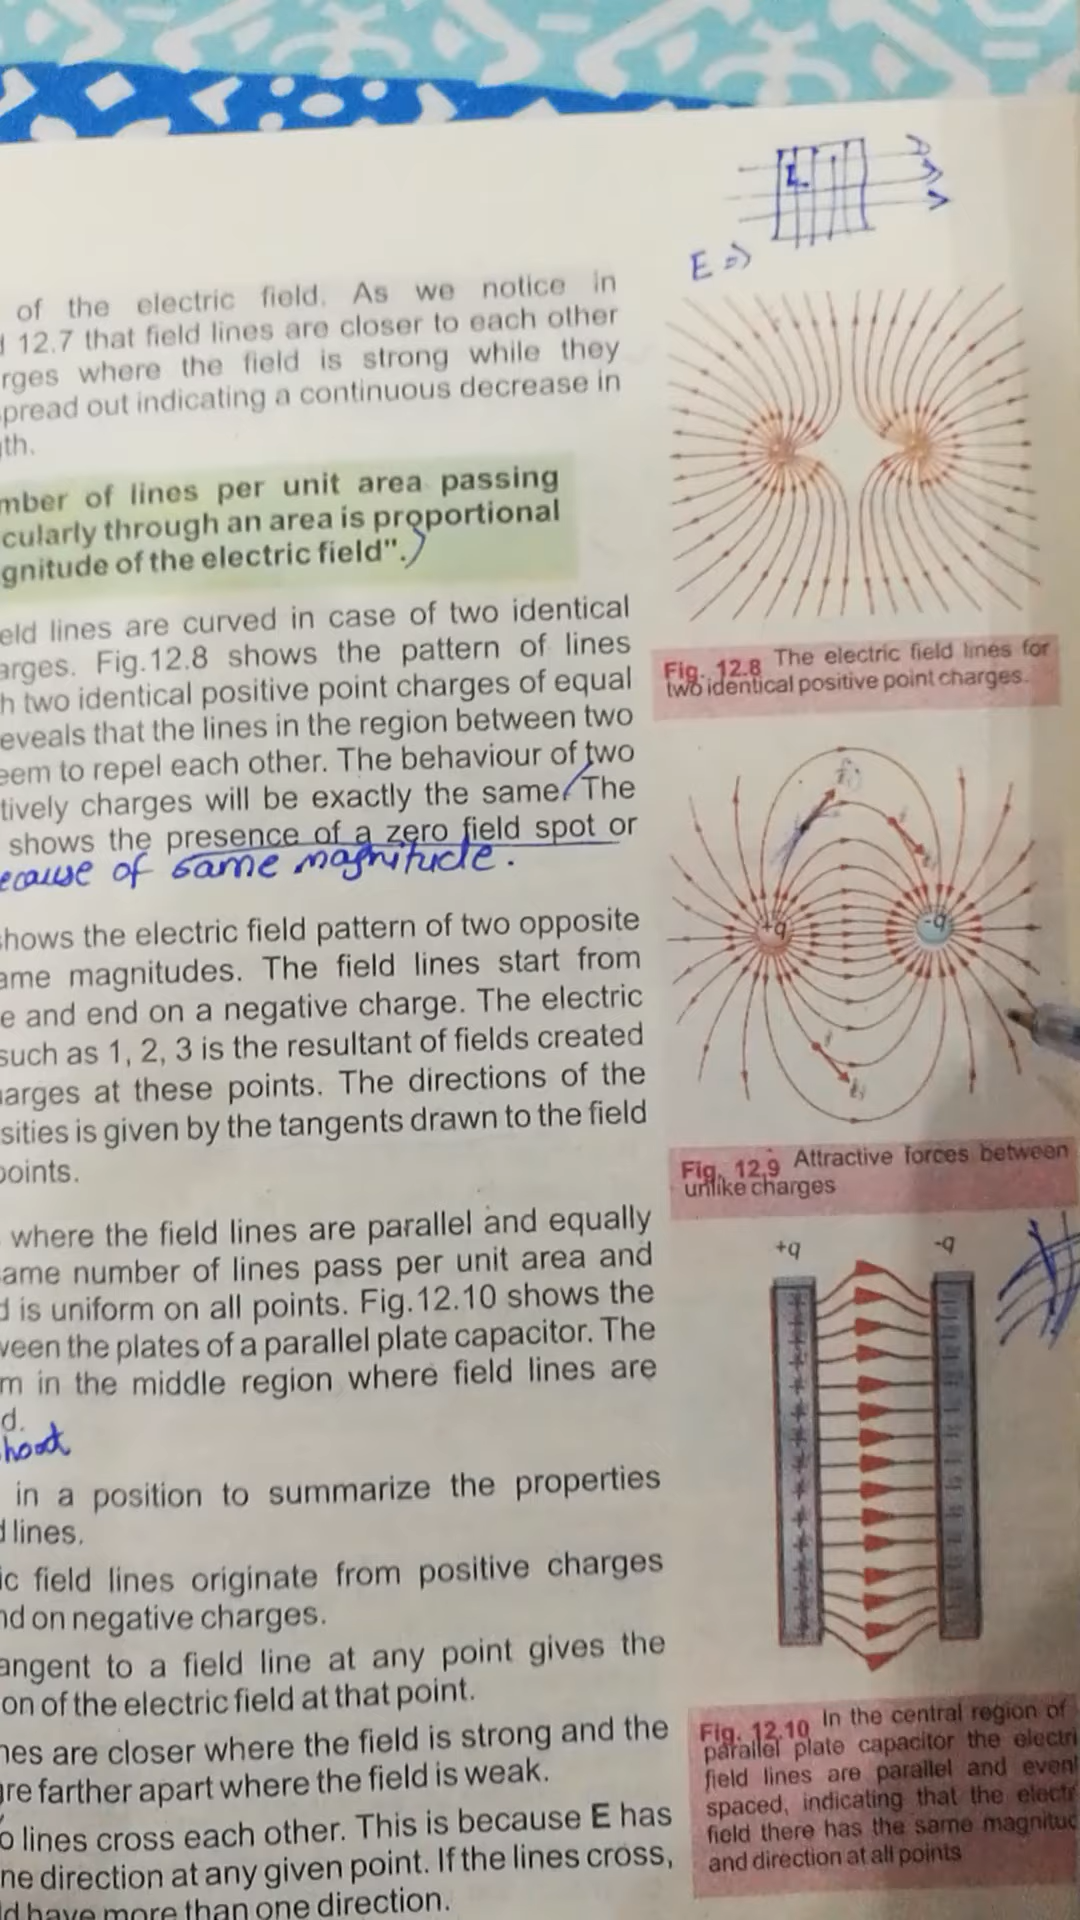 E =>
of the electric field. As we notice in
12.7 that field lines are closer to each other
rges where the field is strong while they
pread out indicating a continuous decrease in
th.
mber of lines per unit area passing
cularly through an area is proportional
gnitude of the electric field".
eld lines are curved in case of two identical
arges. Fig.12.8 shows the pattern of lines
h two identical positive point charges of equal
eveals that the lines in the region between two
eem to repel each other. The behaviour of two
tively charges will be exactly the same. The
shows the presence of a zero field spot or
ecause of same magnitude.
hows the electric field pattern of two opposite
ame magnitudes. The field lines start from
e and end on a negative charge. The electric
such as 1, 2, 3 is the resultant of fields created
harges at these points. The directions of the
sities is given by the tangents drawn to the field
points.
where the field lines are parallel and equally
ame number of lines pass per unit area and
d is uniform on all points. Fig.12.10 shows the
ween the plates of a parallel plate capacitor. The
m in the middle region where field lines are
d.
in a position to summarize the properties
d lines.
ic field lines originate from positive charges
nd on negative charges.
angent to a field line at any point gives the
on of the electric field at that point.
nes are closer where the field is strong and the
are farther apart where the field is weak.
o lines cross each other. This is because E has
ne direction at any given point. If the lines cross,
ld have more than one direction.
Fig. 12.8 The electric field lines for
two identical positive point charges.
+q -q
Fig. 12.9 Attractive forces between
unlike charges
+q -q
Fig. 12.10 In the central region of
parallel plate capacitor the electri
field lines are parallel and evenl
spaced, indicating that the electr
field there has the same magnitud
and direction at all points